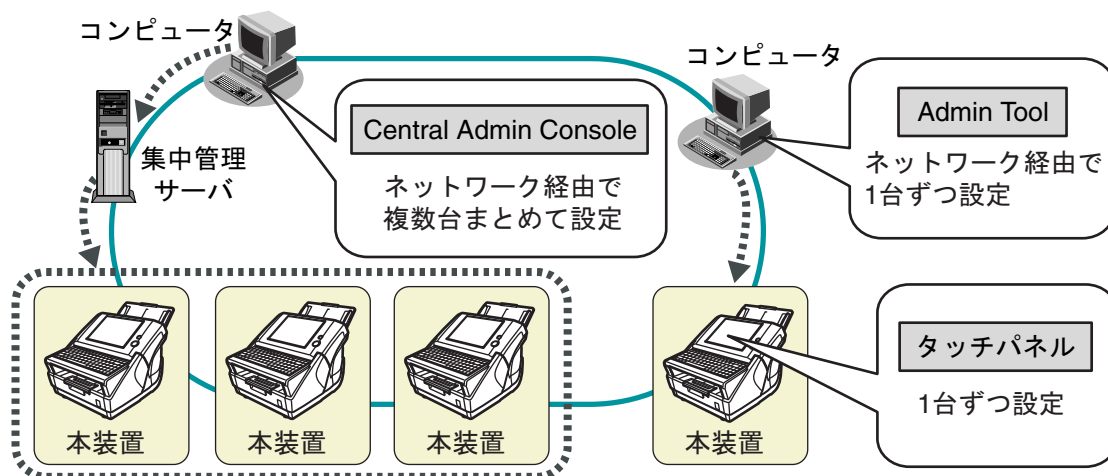 コンピュータ
コンピュータ
集中管理
サーバ
Central Admin Console
ネットワーク経由で
複数台まとめて設定
Admin Tool
ネットワーク経由で
1台ずつ設定
本装置
本装置
本装置
本装置
タッチパネル
1台ずつ設定